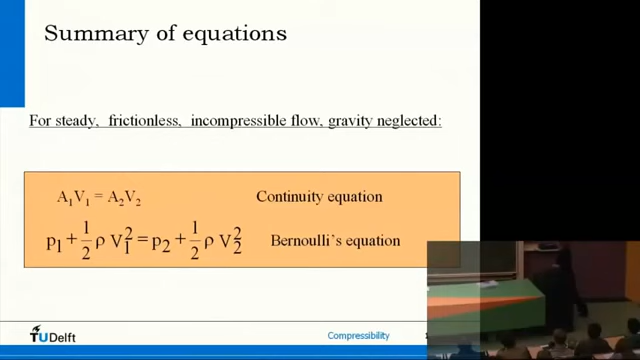 Summary of equations
For steady, frictionless, incompressible flow, gravity neglected:
A₁V₁ = A₂V₂ Continuity equation
p₁ + 1/2 ρ V₁² = p₂ + 1/2 ρ V₂² Bernoulli's equation
TUDelft Compressibility